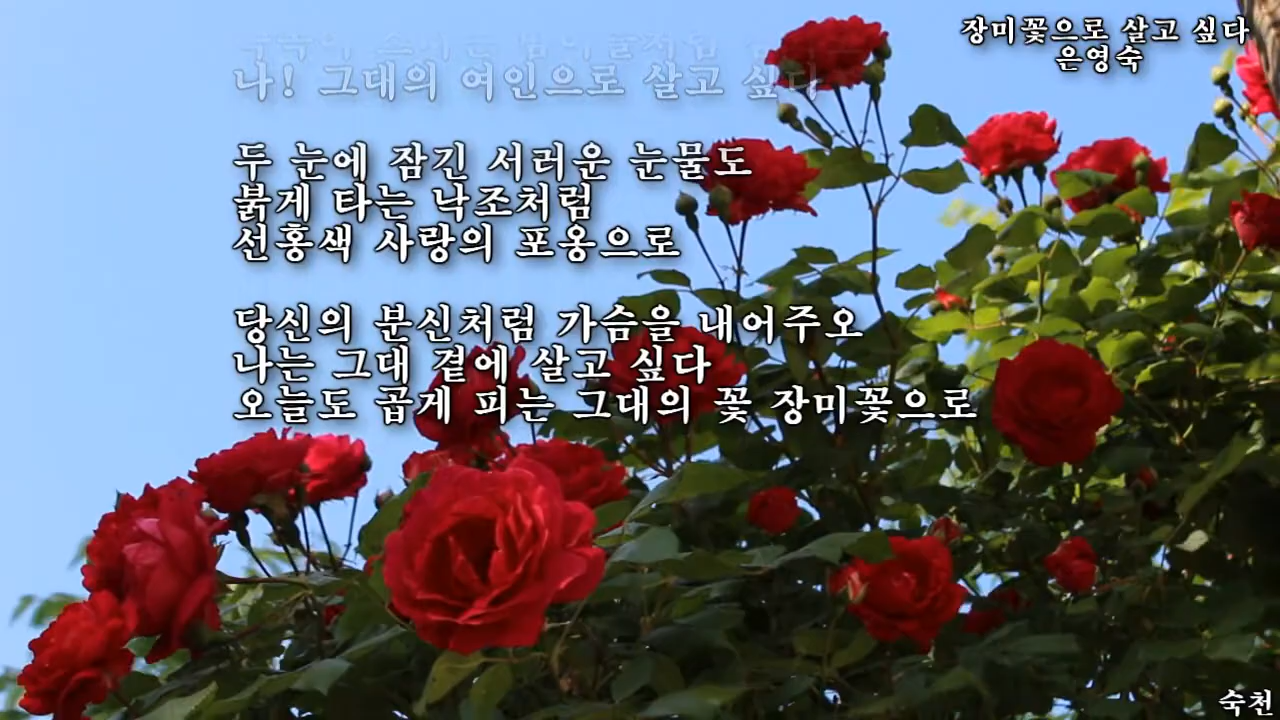 장미꽃으로 살고 싶다
은영숙
나! 그대의 여인으로 살고 싶다
두 눈에 잠긴 서러운 눈물도
붉게 타는 낙조처럼
선홍색 사랑의 포옹으로
당신의 분신처럼 가슴을 내어주오
나는 그대 곁에 살고 싶다
오늘도 곱게 피는 그대의 꽃 장미꽃으로
숙천